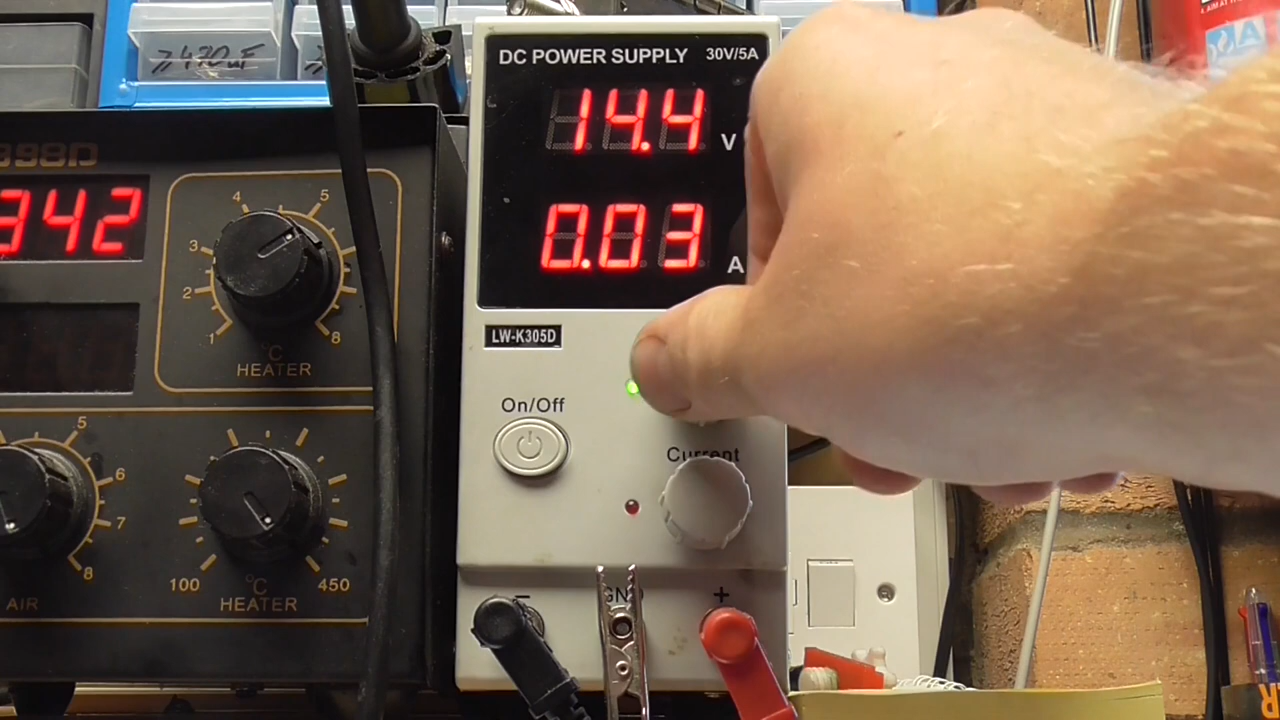 >470uF
DC POWER SUPPLY 30V/5A
14.4 V
0.03 A
898D
342
4 5
3
2
1 8
°C
HEATER
LW-K305D
On/Off
Current
5
6
7
8
AIR
100 °C 450
HEATER
- GND +